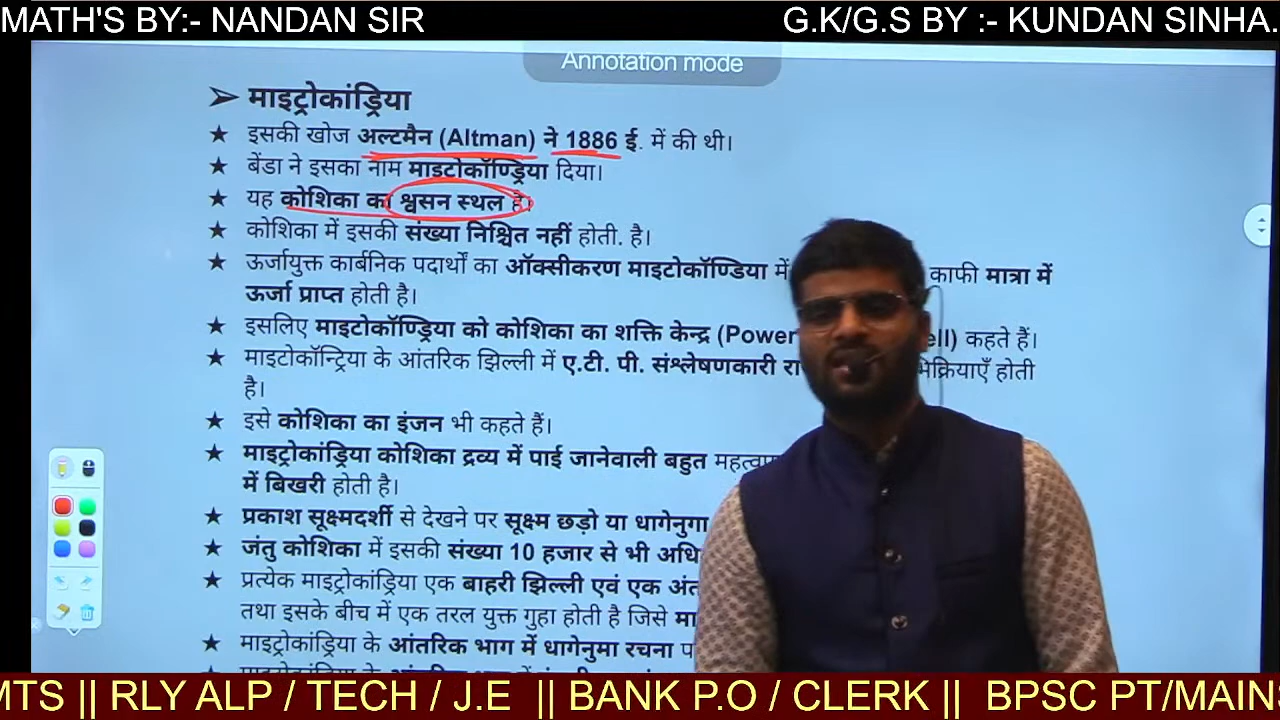 MATH'S BY:- NANDAN SIR
G.K/G.S BY :- KUNDAN SINHA.
Annotation mode
➢ माइट्रोकांड्रिया
★ इसकी खोज अल्टमैन (Altman) ने 1886 ई. में की थी।
★ बेंडा ने इसका नाम माइटोकॉण्ड्रिया दिया।
★ यह कोशिका का श्वसन स्थल है।
★ कोशिका में इसकी संख्या निश्चित नहीं होती. है।
★ ऊर्जायुक्त कार्बनिक पदार्थों का ऑक्सीकरण माइटोकॉण्डिया में काफी मात्रा में
ऊर्जा प्राप्त होती है।
★ इसलिए माइटोकॉण्ड्रिया को कोशिका का शक्ति केन्द्र (Power ell) कहते हैं।
★ माइटोकॉन्ट्रिया के आंतरिक झिल्ली में ए.टी. पी. संश्लेषणकारी रा भिक्रियाएँ होती
है।
★ इसे कोशिका का इंजन भी कहते हैं।
★ माइट्रोकांड्रिया कोशिका द्रव्य में पाई जानेवाली बहुत महत्वप
में बिखरी होती है।
★ प्रकाश सूक्ष्मदर्शी से देखने पर सूक्ष्म छड़ो या धागेनुगा
★ जंतु कोशिका में इसकी संख्या 10 हजार से भी अधि
★ प्रत्येक माइट्रोकांड्रिया एक बाहरी झिल्ली एवं एक अंत
तथा इसके बीच में एक तरल युक्त गुहा होती है जिसे मा
★ माइट्रोकांड्रिया के आंतरिक भाग में धागेनुमा रचना प
MTS || RLY ALP / TECH / J.E || BANK P.O / CLERK || BPSC PT/MAIN